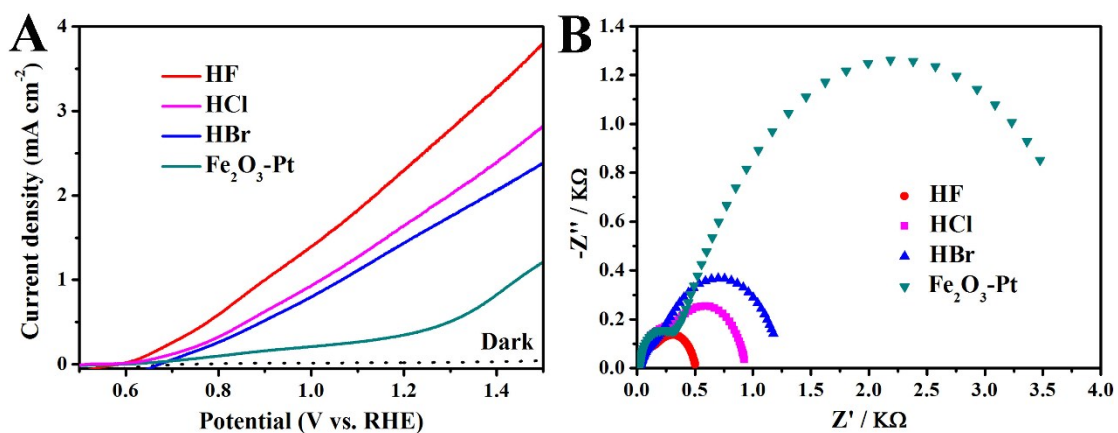 A
Current density (mA cm⁻²)
4
3
2
1
0
HF
HCl
HBr
Fe₂O₃-Pt
Dark
0.6 0.8 1.0 1.2 1.4
Potential (V vs. RHE)
B
-Z'' / KΩ
1.4
1.2
1.0
0.8
0.6
0.4
0.2
0.0
HF
HCl
HBr
Fe₂O₃-Pt
0.0 0.5 1.0 1.5 2.0 2.5 3.0 3.5 4.0
Z' / KΩ